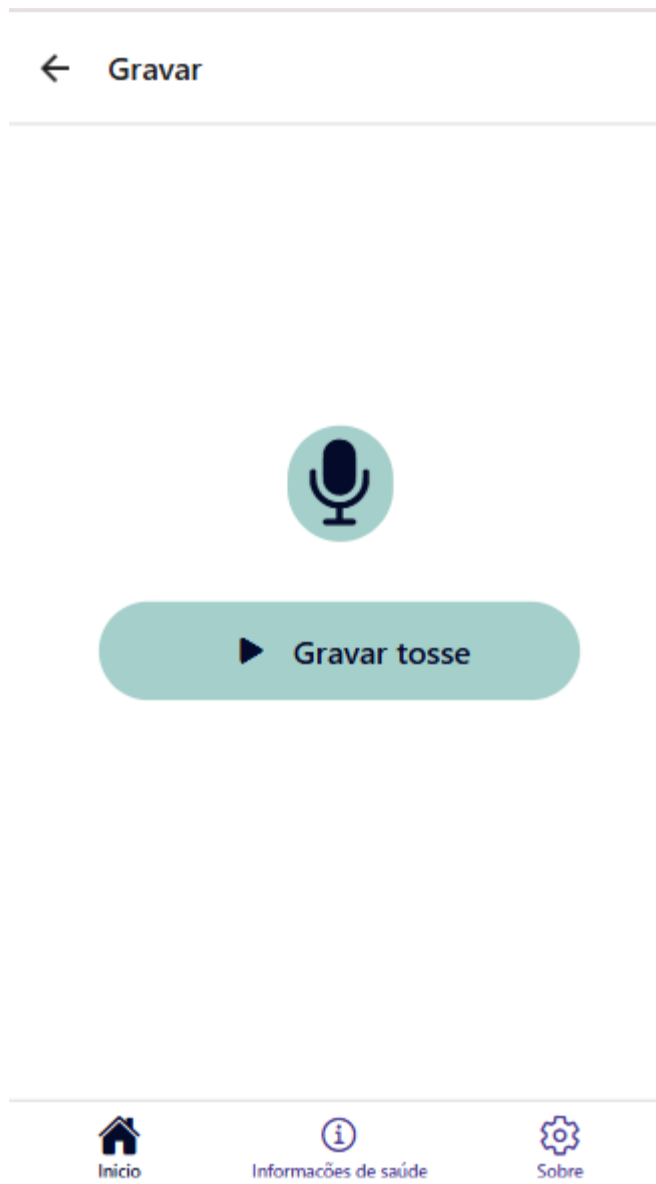 Gravar
Gravar tosse
Inicio
Informacões de saúde
Sobre